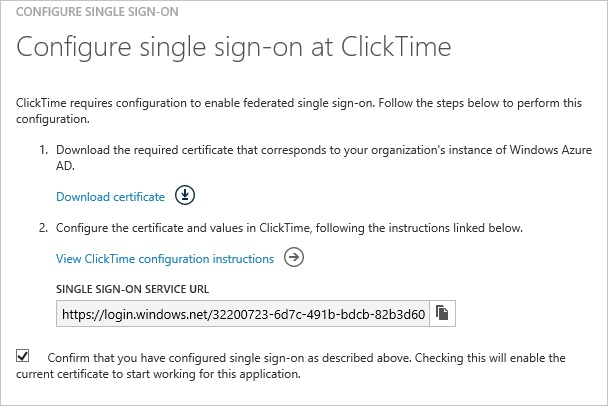 CONFIGURE SINGLE SIGN-ON
Configure single sign-on at ClickTime
ClickTime requires configuration to enable federated single sign-on. Follow the steps below to perform this
configuration.
1. Download the required certificate that corresponds to your organization's instance of Windows Azure
AD.
Download certificate
2. Configure the certificate and values in ClickTime, following the instructions linked below.
View ClickTime configuration instructions
SINGLE SIGN-ON SERVICE URL
https://login.windows.net/32200723-6d7c-491b-bdcb-82b3d60
Confirm that you have configured single sign-on as described above. Checking this will enable the
current certificate to start working for this application.